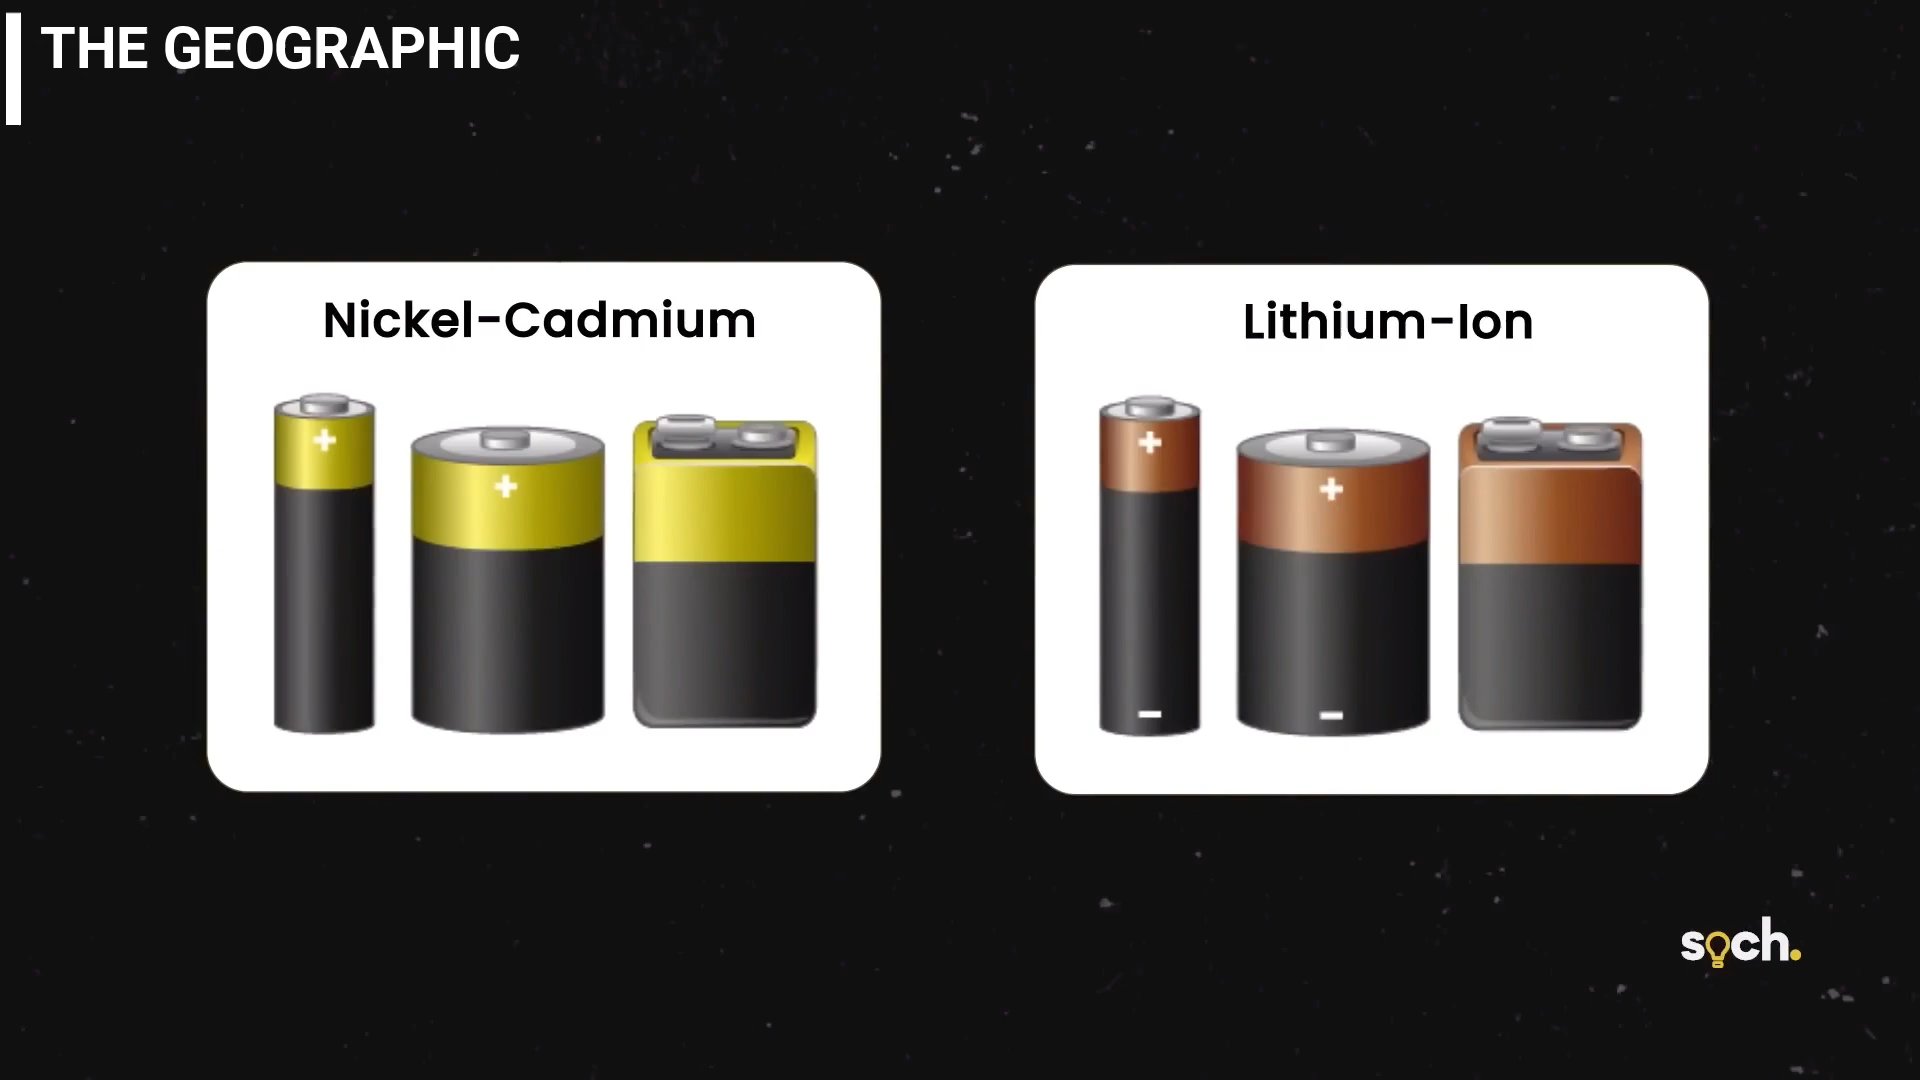 THE GEOGRAPHIC
Nickel-Cadmium
Lithium-Ion
+
+
+
+
-
-
soch.